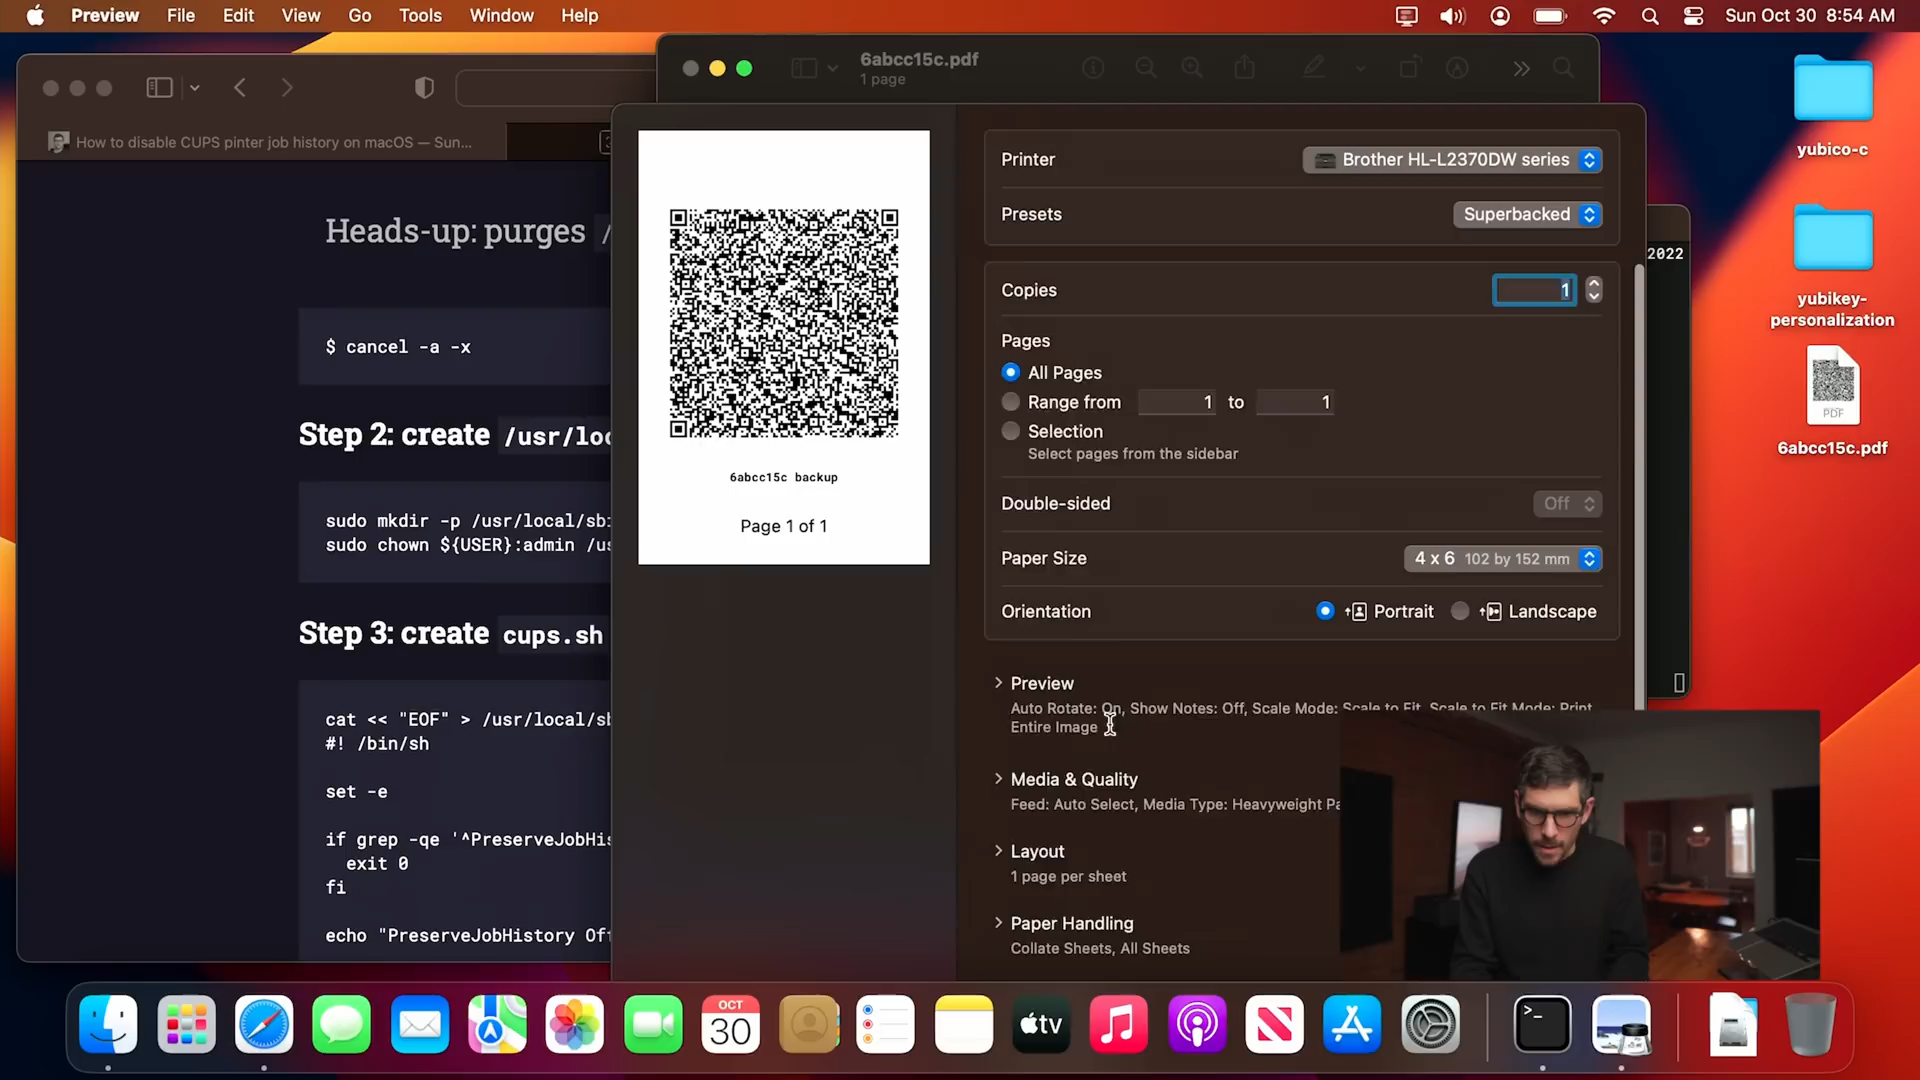 Preview File Edit View Go Tools Window Help Sun Oct 30 8:54 AM
6abcc15c.pdf
1 page
How to disable CUPS pinter job history on macOS — Sun...
Heads-up: purges /
$ cancel -a -x
Step 2: create /usr/loc
sudo mkdir -p /usr/local/sbi
sudo chown ${USER}:admin /us
Step 3: create cups.sh
cat << "EOF" > /usr/local/sb
#! /bin/sh
set -e
if grep -qe '^PreserveJobHis
exit 0
fi
echo "PreserveJobHistory Off
6abcc15c backup
Page 1 of 1
Printer Brother HL-L2370DW series
Presets Superbacked
Copies 1
Pages
All Pages
Range from 1 to 1
Selection
Select pages from the sidebar
Double-sided Off
Paper Size 4 x 6 102 by 152 mm
Orientation Portrait Landscape
Preview
Auto Rotate: On, Show Notes: Off, Scale Mode: Scale to Fit, Scale to Fit Mode: Print
Entire Image
Media & Quality
Feed: Auto Select, Media Type: Heavyweight Pa
Layout
1 page per sheet
Paper Handling
Collate Sheets, All Sheets
2022
yubico-c
yubikey-
personalization
PDF
6abcc15c.pdf
OCT
30
tv
>_